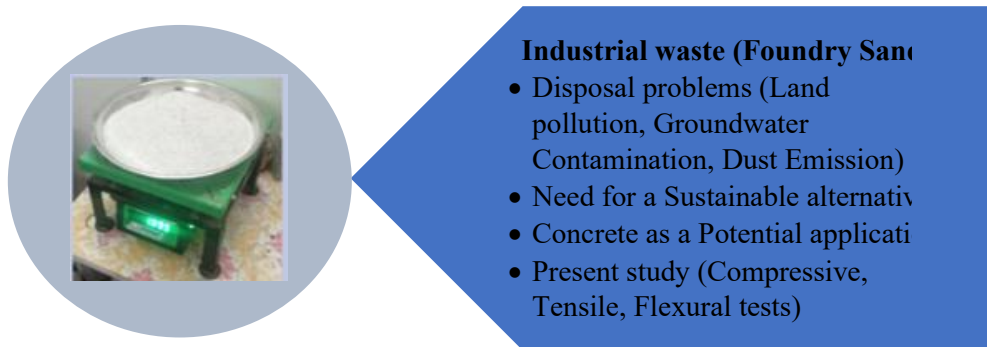 Industrial waste (Foundry San
• Disposal problems (Land
pollution, Groundwater
Contamination, Dust Emission)
• Need for a Sustainable alternativ
• Concrete as a Potential applicati
• Present study (Compressive,
Tensile, Flexural tests)